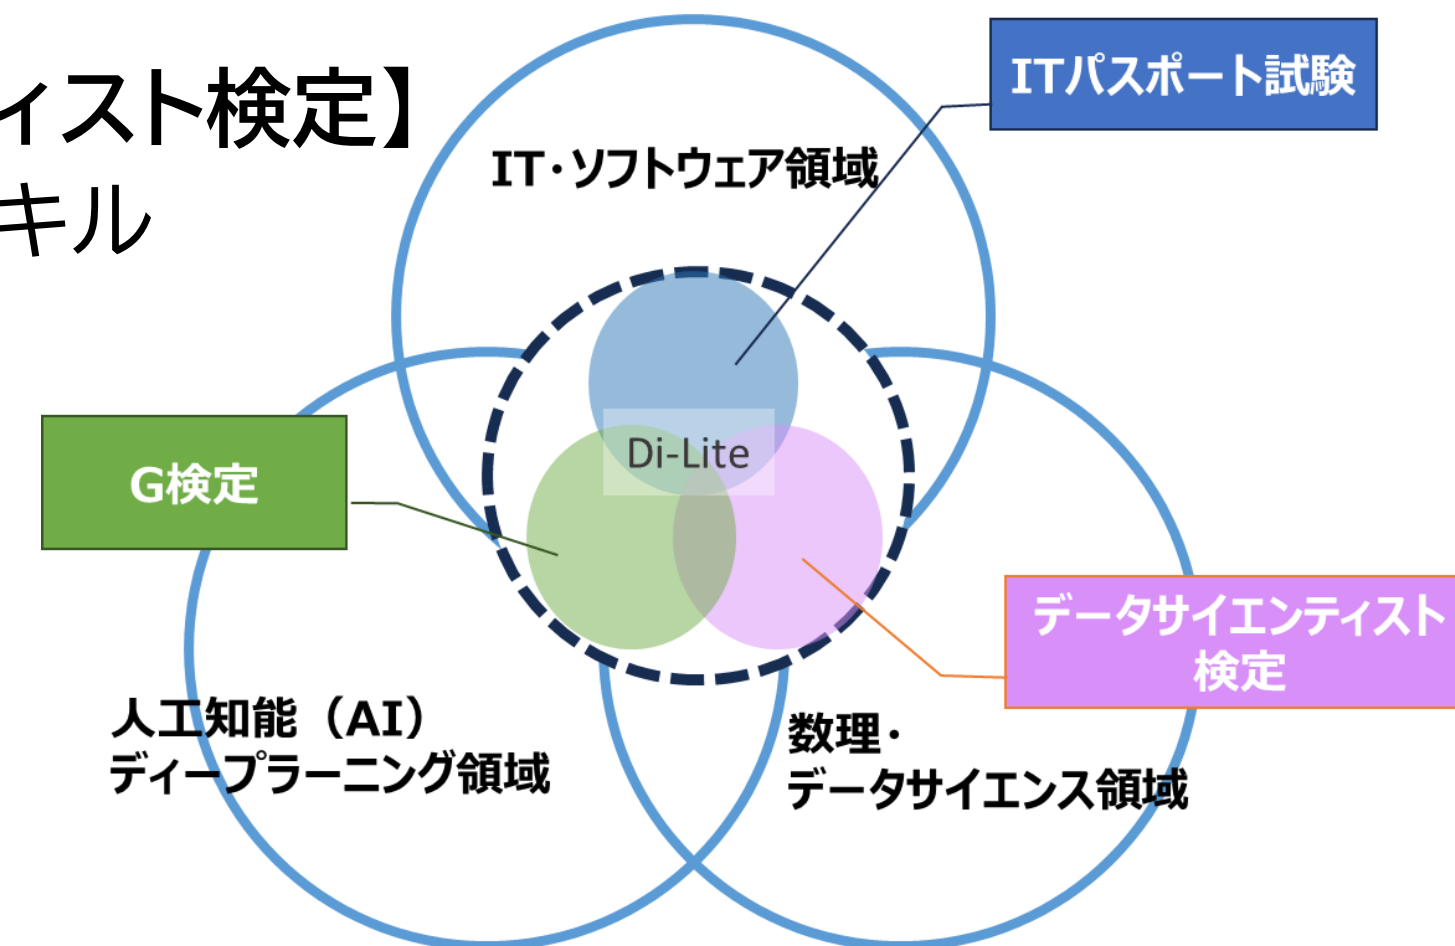 ィスト検定】
キル
ITパスポート試験
IT・ソフトウェア領域
Di-Lite
G検定
データサイエンティスト
検定
人工知能（AI）
ディープラーニング領域
数理・
データサイエンス領域